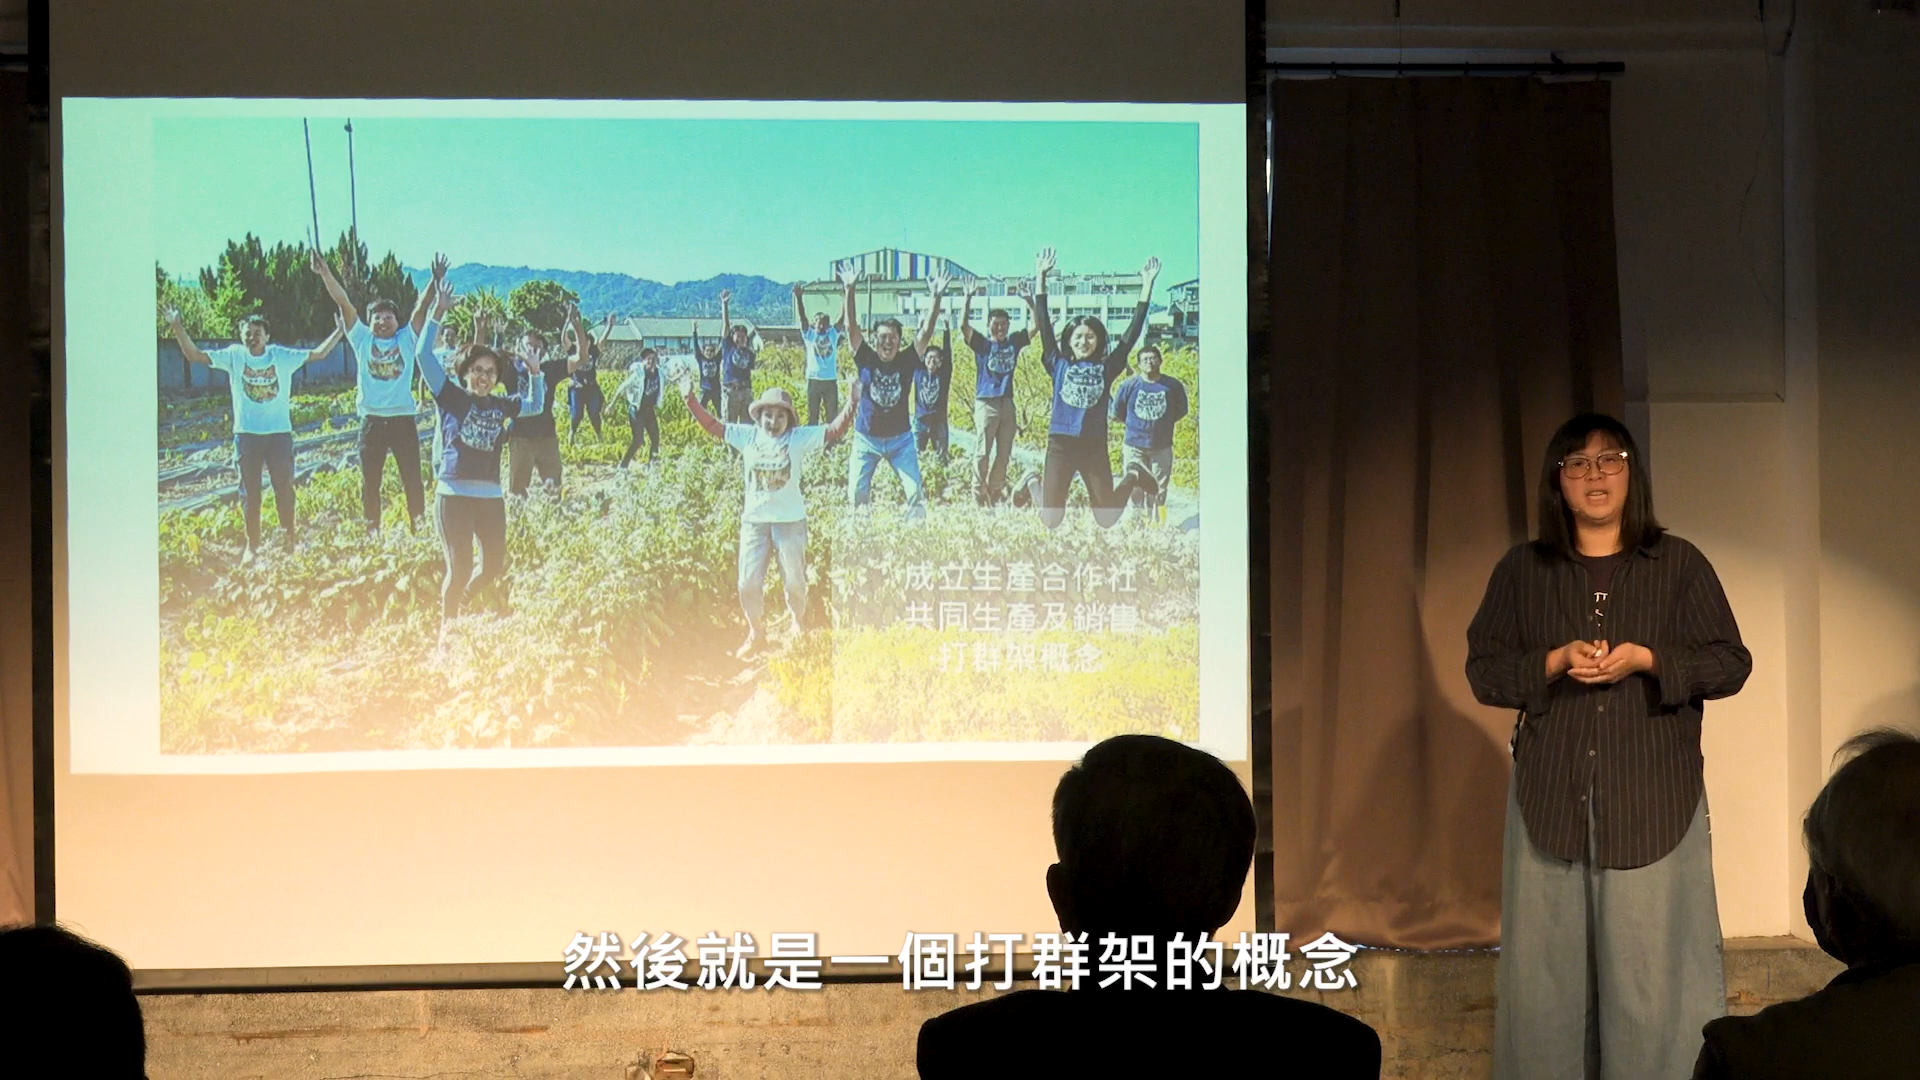 成立生產合作社
共同生產及銷售
打群架概念
然後就是一個打群架的概念